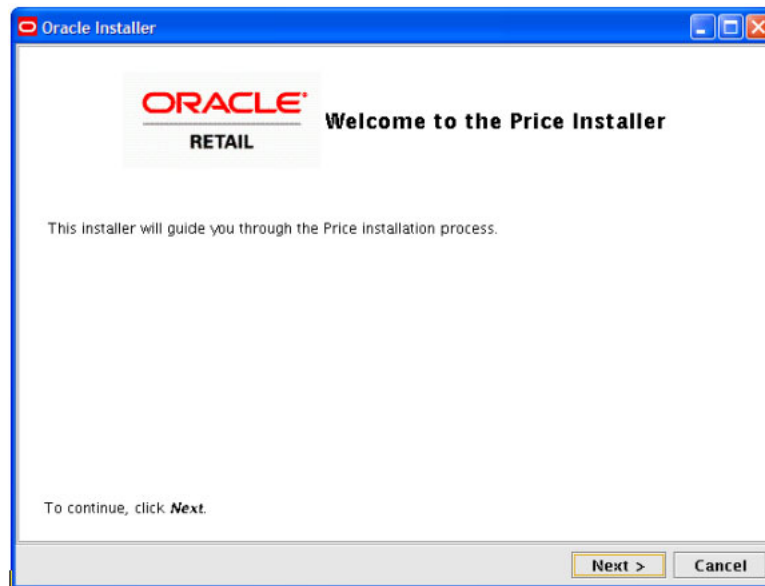 Oracle Installer
ORACLE®
RETAIL
Welcome to the Price Installer
This installer will guide you through the Price installation process.
To continue, click Next.
Next >
Cancel